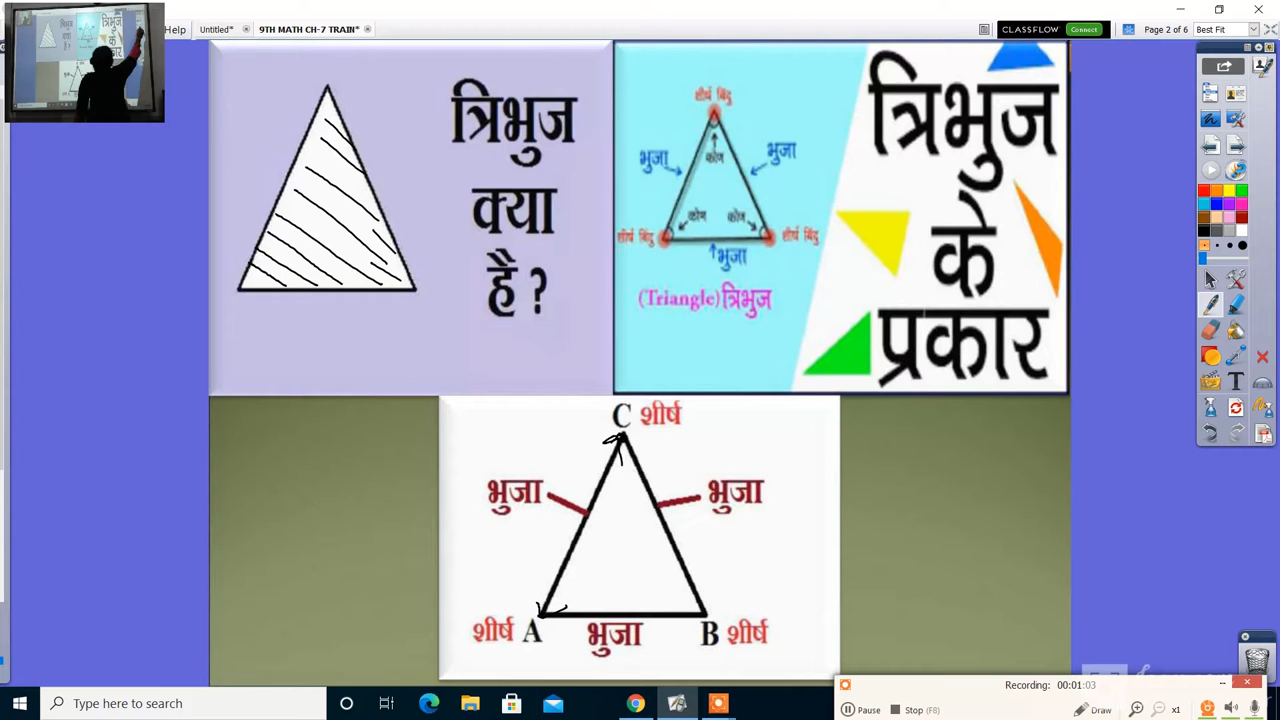 Help
Untitled*
9TH MATH CH-7 TRAIN*
CLASSFLOW
Connect
Page 2 of 6
Best Fit
त्रिभुज
क्या
है ?
शीर्ष बिंदु
भुजा
भुजा
कोण
कोण
कोण
शीर्ष बिंदु
शीर्ष बिंदु
भुजा
(Triangle) त्रिभुज
त्रिभुज
के
प्रकार
C शीर्ष
भुजा
भुजा
शीर्ष A
भुजा
B शीर्ष
Recording: 00:01:03
Pause
Stop (F8)
Draw
x1
Type here to search